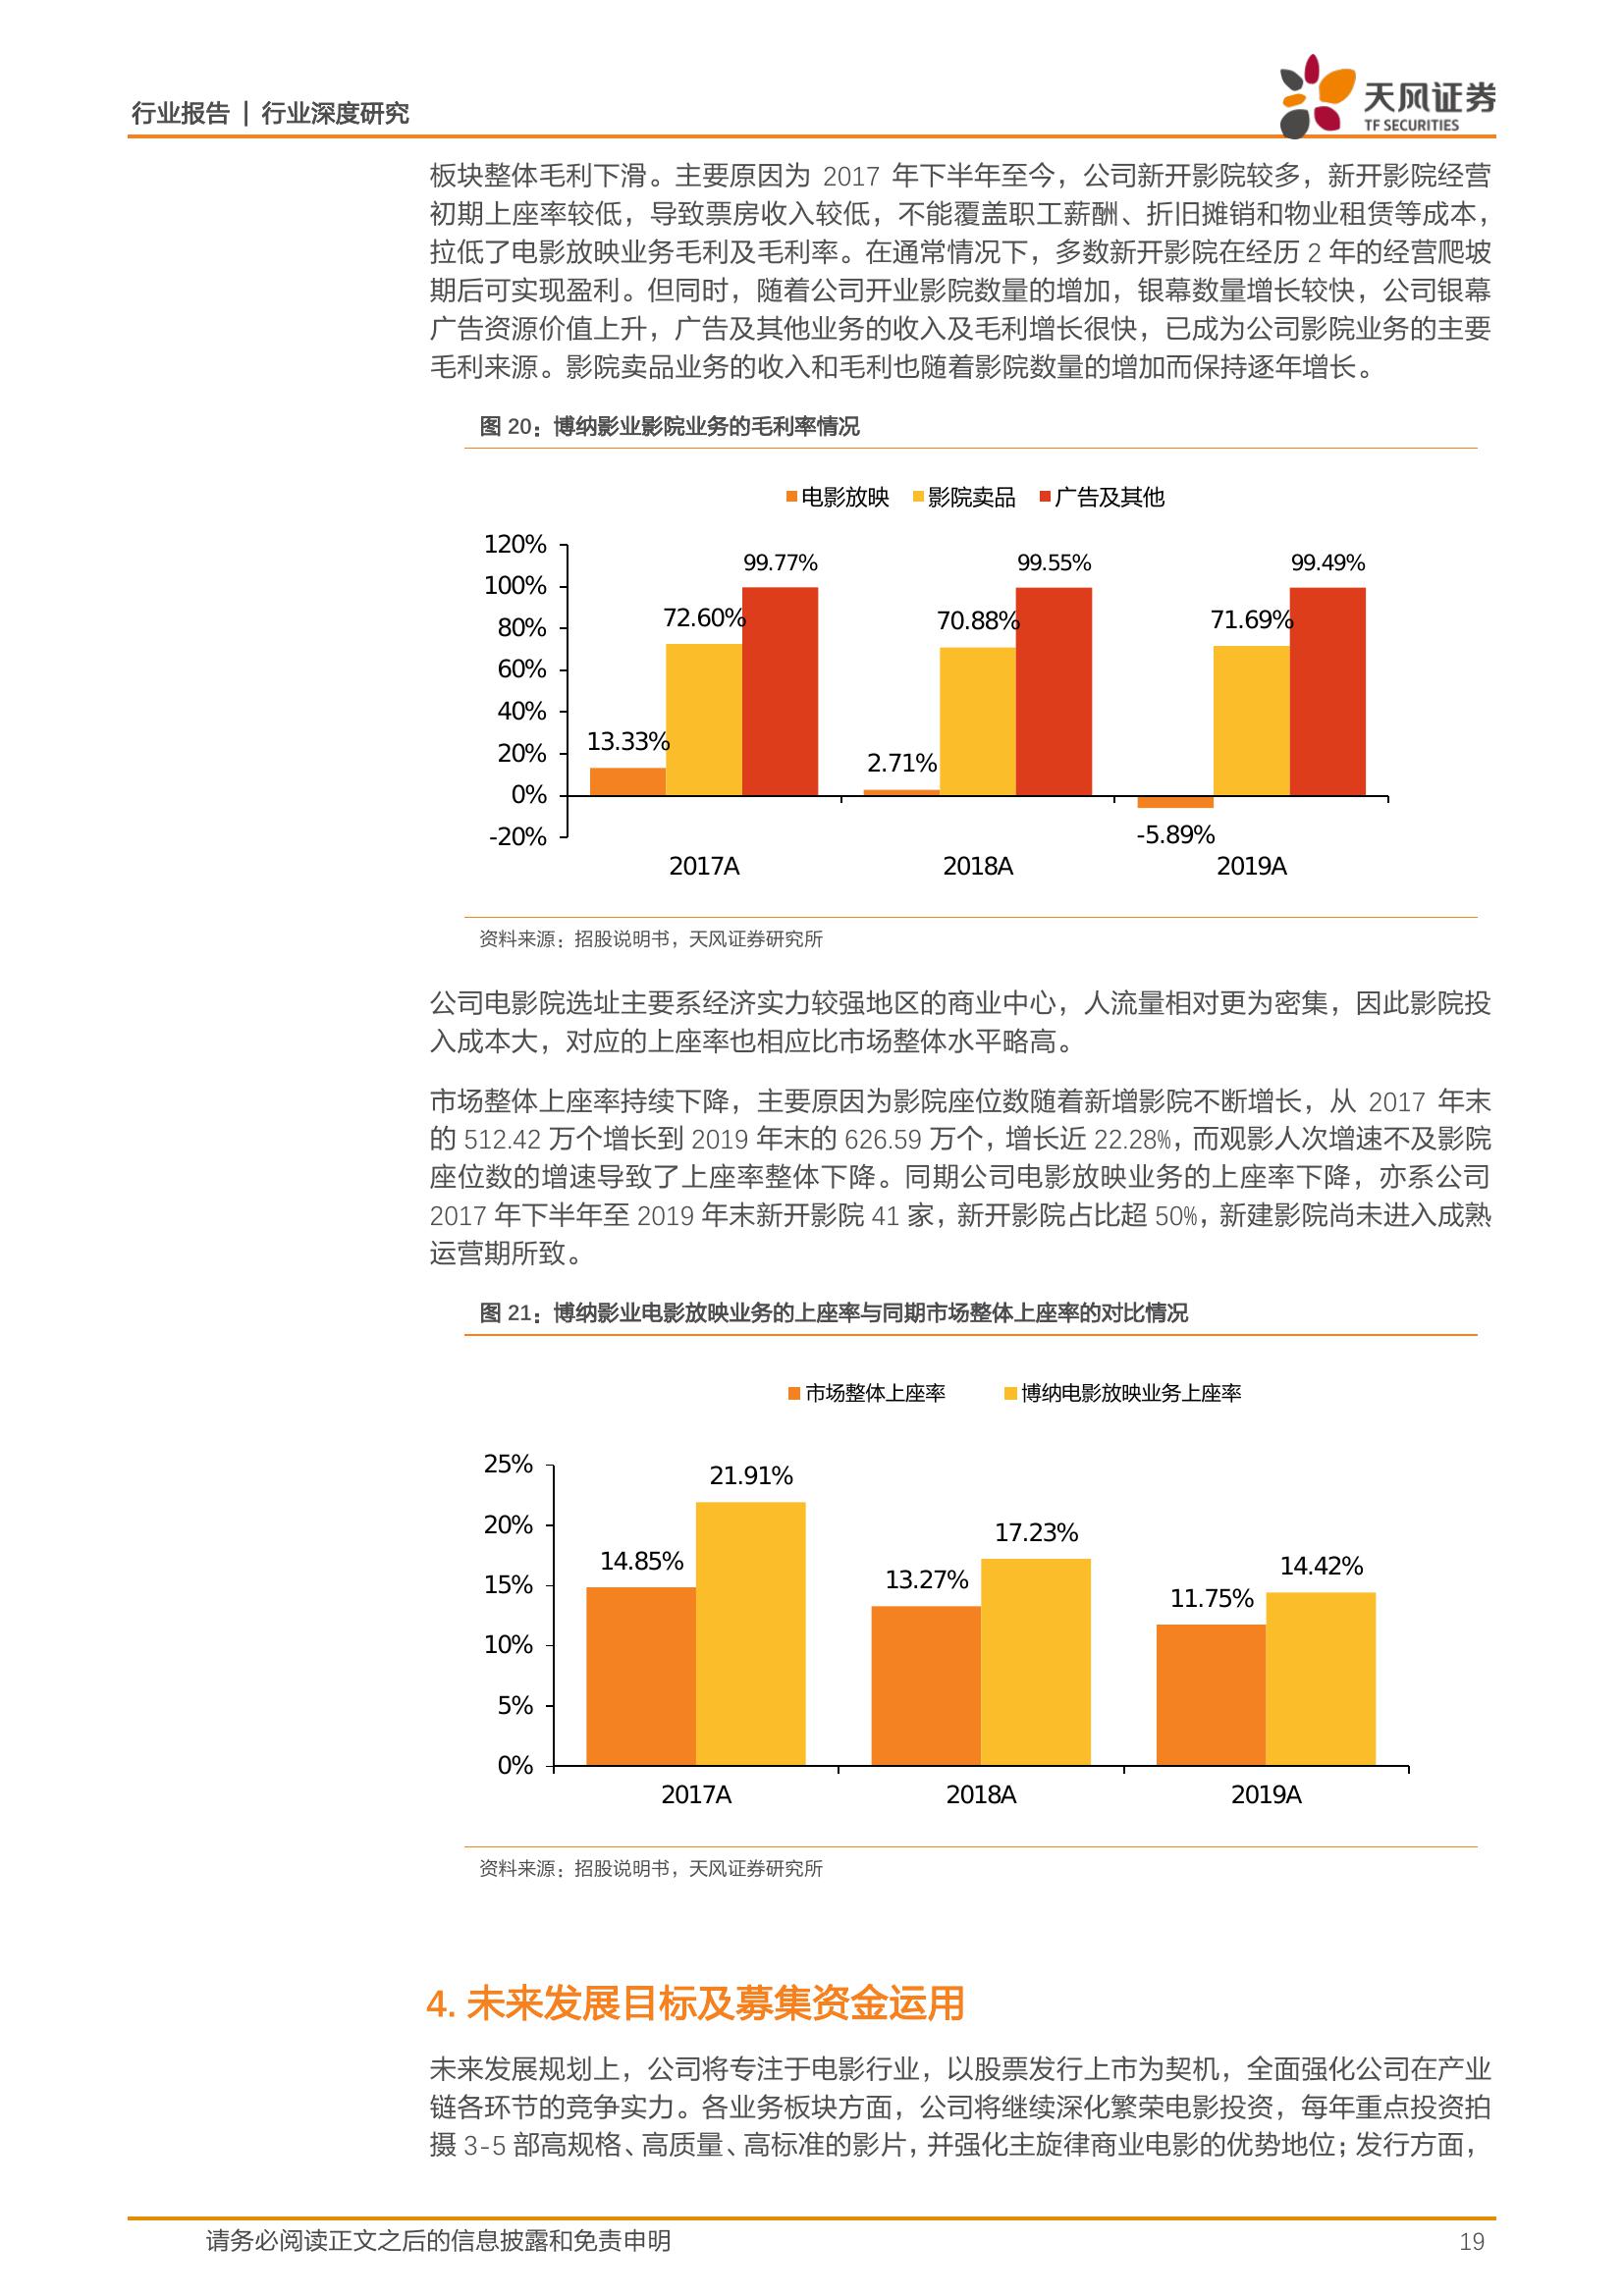 行业报告 | 行业深度研究
天风证券
TF SECURITIES
板块整体毛利下滑。主要原因为 2017 年下半年至今，公司新开影院较多，新开影院经营
初期上座率较低，导致票房收入较低，不能覆盖职工薪酬、折旧摊销和物业租赁等成本，
拉低了电影放映业务毛利及毛利率。在通常情况下，多数新开影院在经历 2 年的经营爬坡
期后可实现盈利。但同时，随着公司开业影院数量的增加，银幕数量增长较快，公司银幕
广告资源价值上升，广告及其他业务的收入及毛利增长很快，已成为公司影院业务的主要
毛利来源。影院卖品业务的收入和毛利也随着影院数量的增加而保持逐年增长。
图 20：博纳影业影院业务的毛利率情况
电影放映 影院卖品 广告及其他
120%
100%
80%
60%
40%
20%
0%
-20%
13.33%
72.60%
99.77%
2.71%
70.88%
99.55%
-5.89%
71.69%
99.49%
2017A 2018A 2019A
资料来源：招股说明书，天风证券研究所
公司电影院选址主要系经济实力较强地区的商业中心，人流量相对更为密集，因此影院投
入成本大，对应的上座率也相应比市场整体水平略高。
市场整体上座率持续下降，主要原因为影院座位数随着新增影院不断增长，从 2017 年末
的 512.42 万个增长到 2019 年末的 626.59 万个，增长近 22.28%，而观影人次增速不及影院
座位数的增速导致了上座率整体下降。同期公司电影放映业务的上座率下降，亦系公司
2017 年下半年至 2019 年末新开影院 41 家，新开影院占比超 50%，新建影院尚未进入成熟
运营期所致。
图 21：博纳影业电影放映业务的上座率与同期市场整体上座率的对比情况
市场整体上座率 博纳电影放映业务上座率
25%
20%
15%
10%
5%
0%
14.85%
21.91%
13.27%
17.23%
11.75%
14.42%
2017A 2018A 2019A
资料来源：招股说明书，天风证券研究所
4. 未来发展目标及募集资金运用
未来发展规划上，公司将专注于电影行业，以股票发行上市为契机，全面强化公司在产业
链各环节的竞争实力。各业务板块方面，公司将继续深化繁荣电影投资，每年重点投资拍
摄 3-5 部高规格、高质量、高标准的影片，并强化主旋律商业电影的优势地位；发行方面，
请务必阅读正文之后的信息披露和免责申明 19